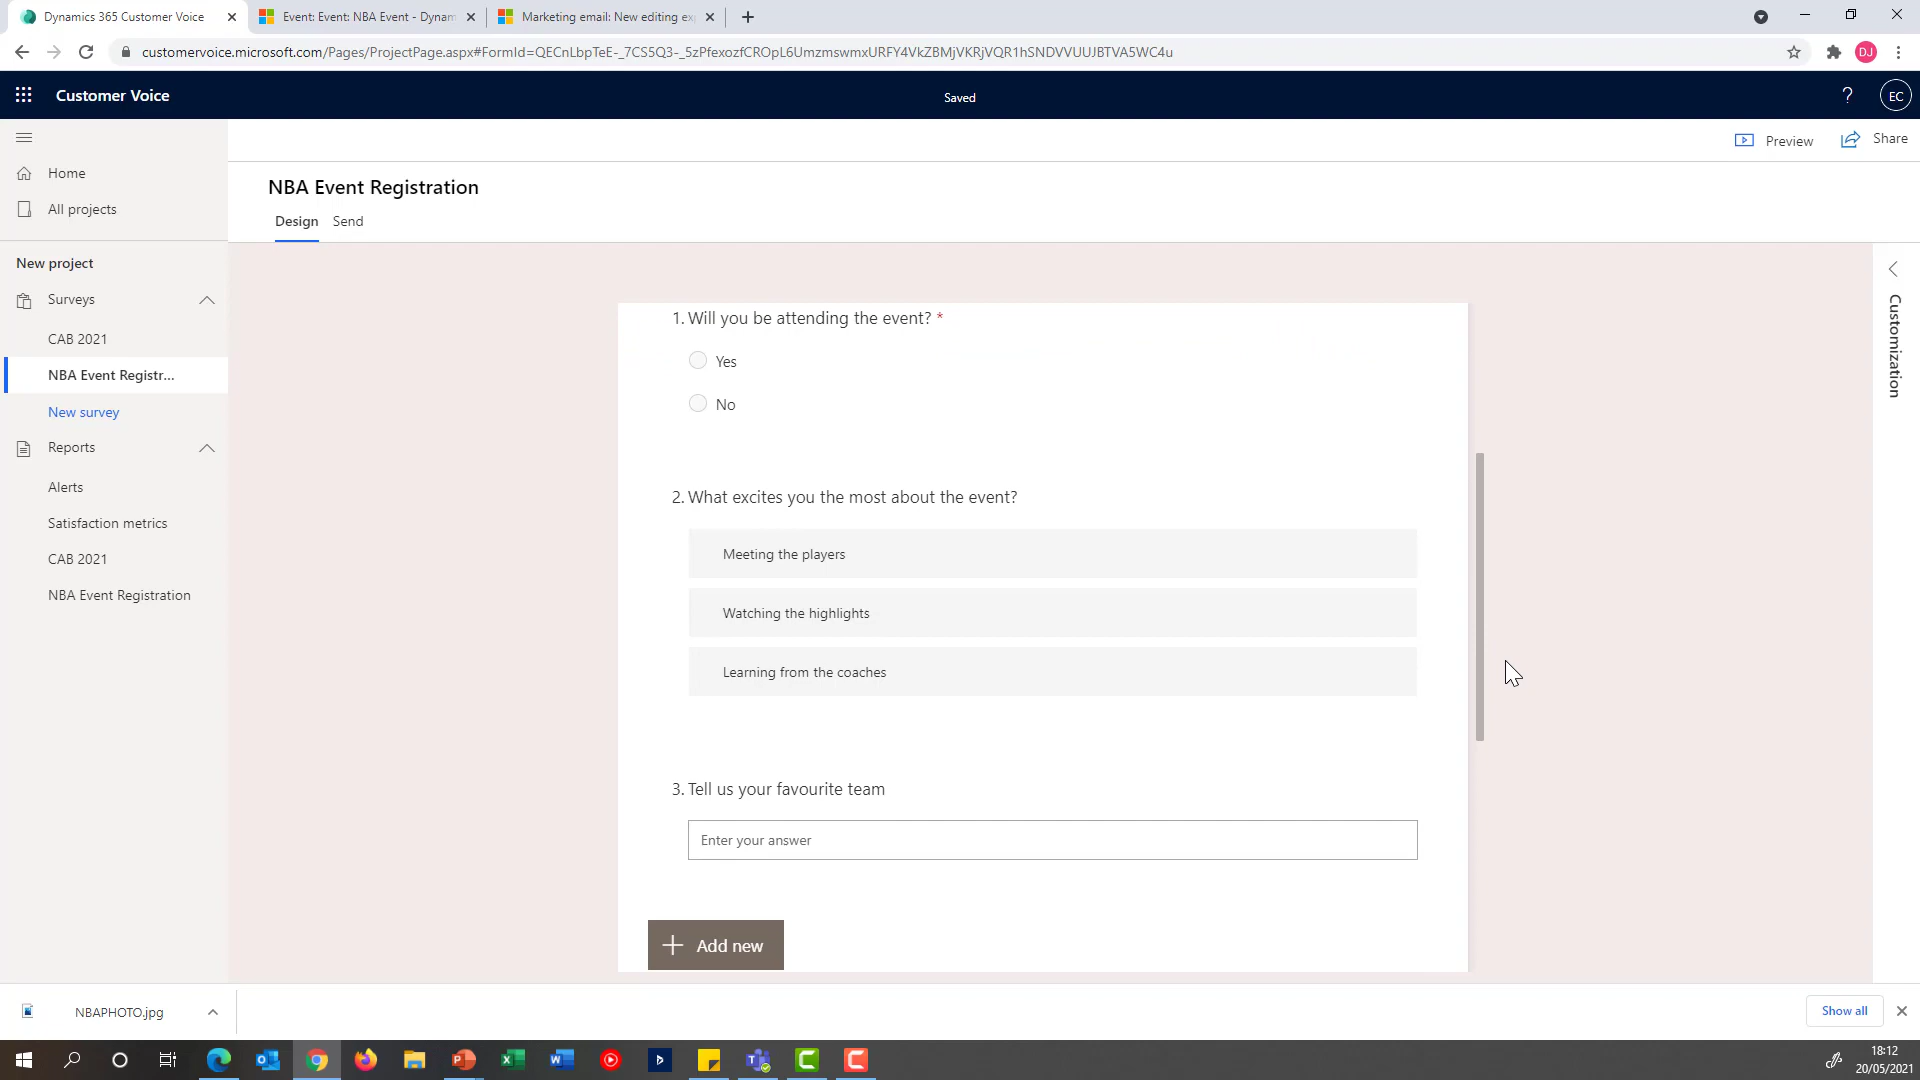 Dynamics 365 Customer Voice
Event: Event: NBA Event - Dynam
Marketing email: New editing ex
customervoice.microsoft.com/Pages/ProjectPage.aspx#FormId=QECnLbpTeE-_7CS5Q3-_5zPfexozfCROpL6UmzmswmxURFY4VkZBMjVKRjVQR1hSNDVVUUJBTVA5WC4u
DJ
Customer Voice
Saved
?
EC
Preview
Share
Home
All projects
NBA Event Registration
Design
Send
New project
Surveys
CAB 2021
NBA Event Registr...
New survey
Reports
Alerts
Satisfaction metrics
CAB 2021
NBA Event Registration
Customization
1. Will you be attending the event? *
Yes
No
2. What excites you the most about the event?
Meeting the players
Watching the highlights
Learning from the coaches
3. Tell us your favourite team
Enter your answer
Add new
NBAPHOTO.jpg
Show all
18:12
20/05/2021